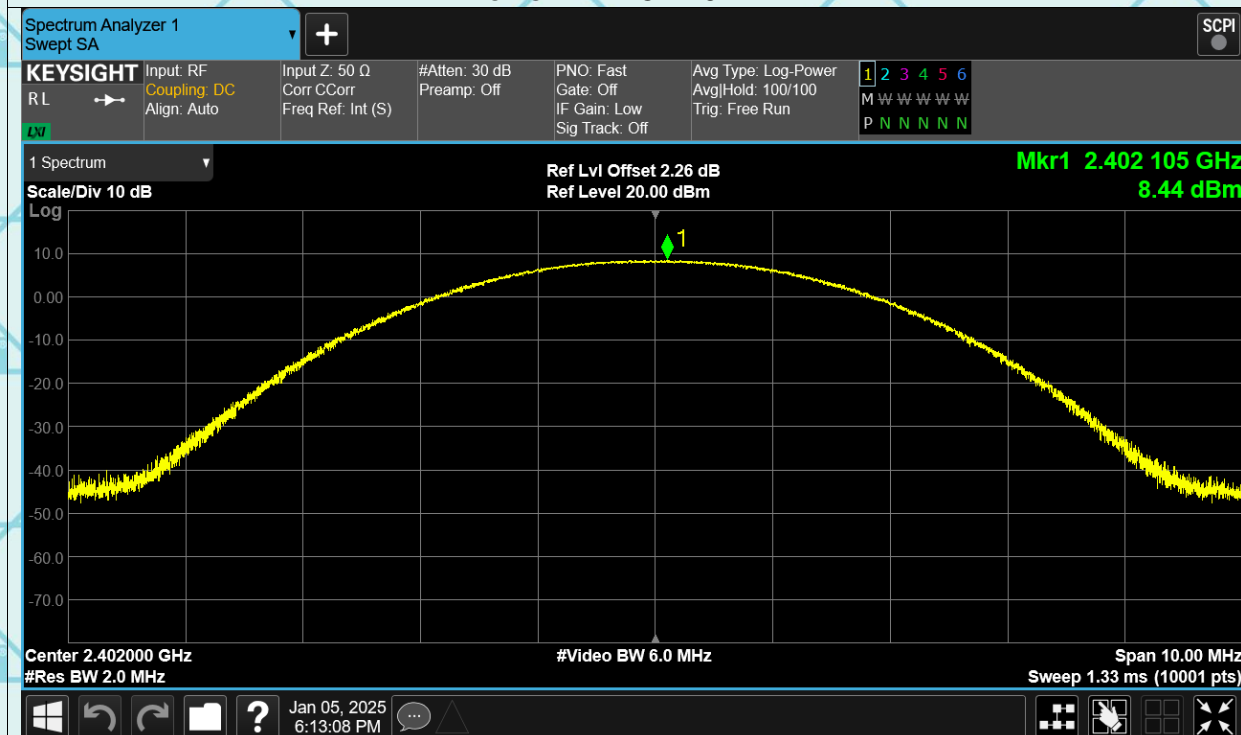 Spectrum Analyzer 1
Swept SA
SCPI
KEYSIGHT
RL
LXI
Input: RF
Coupling: DC
Align: Auto
Input Z: 50 Ω
Corr CCorr
Freq Ref: Int (S)
#Atten: 30 dB
Preamp: Off
PNO: Fast
Gate: Off
IF Gain: Low
Sig Track: Off
Avg Type: Log-Power
Avg|Hold: 100/100
Trig: Free Run
1 2 3 4 5 6
M W W W W W
P N N N N N
1 Spectrum
Scale/Div 10 dB
Log
Ref Lvl Offset 2.26 dB
Ref Level 20.00 dBm
Mkr1 2.402 105 GHz
8.44 dBm
1
10.0
0.00
-10.0
-20.0
-30.0
-40.0
-50.0
-60.0
-70.0
Center 2.402000 GHz
#Res BW 2.0 MHz
#Video BW 6.0 MHz
Span 10.00 MHz
Sweep 1.33 ms (10001 pts)
?
Jan 05, 2025
6:13:08 PM